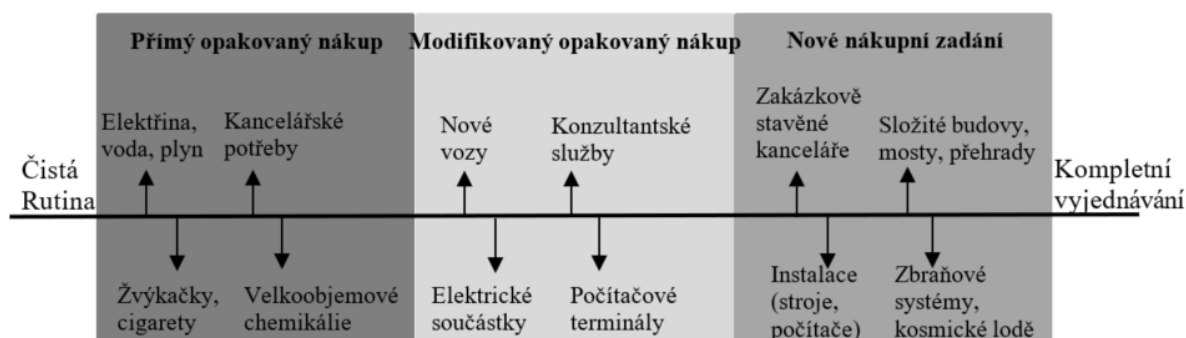 Přímý opakovaný nákup
Modifikovaný opakovaný nákup
Nové nákupní zadání
Elektřina,
voda, plyn
Kancelářské
potřeby
Nové
vozy
Konzultantské
služby
Zakázkově
stavěné
kanceláře
Složité budovy,
mosty, přehrady
Čistá
Rutina
Kompletní
vyjednávání
Žvýkačky,
cigarety
Velkoobjemové
chemikálie
Elektrické
součástky
Počítačové
terminály
Instalace
(stroje,
počítače)
Zbraňové
systémy,
kosmické lodě